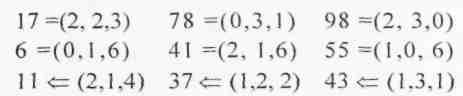 17 =(2, 2,3) 78 =(0,3,1) 98 =(2, 3,0)
6 =(0,1,6) 41 =(2, 1,6) 55 =(1,0, 6)
11 ⇐ (2,1,4) 37 ⇐ (1,2, 2) 43 ⇐ (1,3,1)